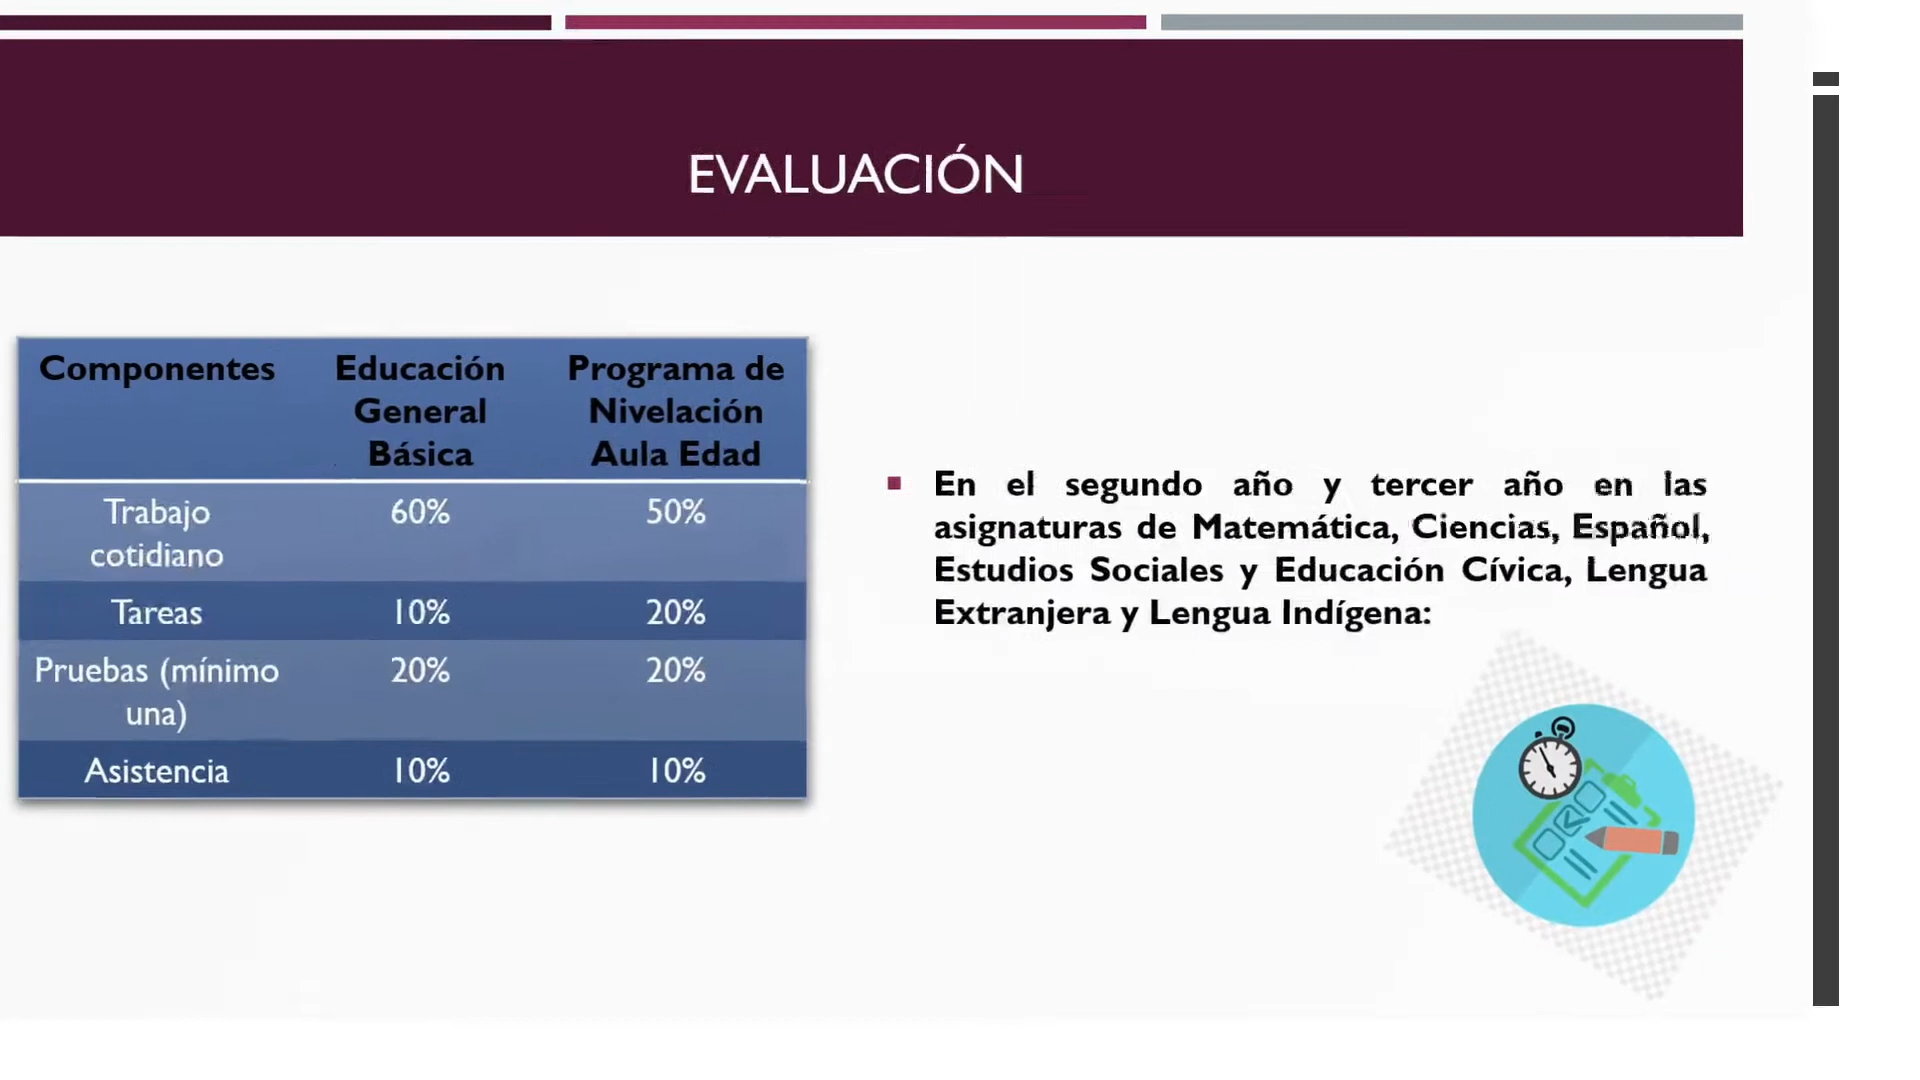 EVALUACIÓN
Componentes Educación General Básica Programa de Nivelación Aula Edad
Trabajo cotidiano 60% 50%
Tareas 10% 20%
Pruebas (mínimo una) 20% 20%
Asistencia 10% 10%
En el segundo año y tercer año en las
asignaturas de Matemática, Ciencias, Español,
Estudios Sociales y Educación Cívica, Lengua
Extranjera y Lengua Indígena: